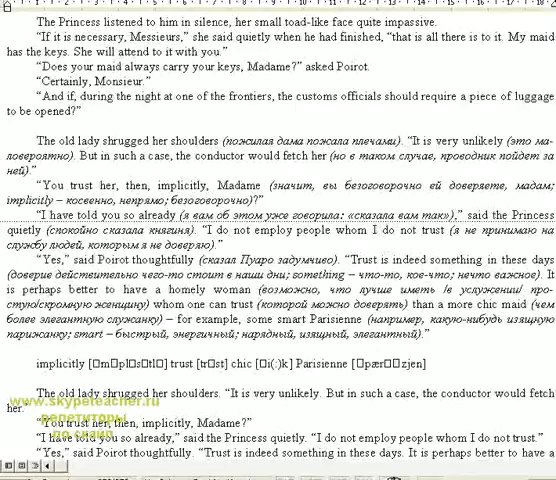 The Princess listened to him in silence, her small toad-like face quite impassive.
“If it is necessary, Messieurs,” she said quietly when he had finished, “that is all there is to it. My maid
has the keys. She will attend to it with you.”
“Does your maid always carry your keys, Madame?” asked Poirot.
“Certainly, Monsieur.”
“And if, during the night at one of the frontiers, the customs officials should require a piece of luggage
to be opened?”
The old lady shrugged her shoulders (пожилая дама пожала плечами). “It is very unlikely (это ма-
ловероятно). But in such a case, the conductor would fetch her (но в таком случае, проводник пойдет за
ней).”
“You trust her, then, implicitly, Madame (значит, вы безоговорочно ей доверяете, мадам;
implicitly – косвенно, непрямо; безоговорочно)?”
“I have told you so already (я вам об этом уже говорила: «сказала вам так»),” said the Princess
quietly (спокойно сказала княгиня). “I do not employ people whom I do not trust (я не принимаю на
службу людей, которым я не доверяю).”
“Yes,” said Poirot thoughtfully (сказал Пуаро задумчиво). “Trust is indeed something in these days
(доверие действительно чего-то стоит в наши дни; something – что-то, кое-что; нечто важное). It
is perhaps better to have a homely woman (возможно, что лучше иметь /в услужении/ про-
стую/скромную женщину) whom one can trust (которой можно доверять) than a more chic maid (чем
более элегантную служанку) – for example, some smart Parisienne (например, какую-нибудь изящную
парижанку; smart – быстрый, энергичный; нарядный, изящный, элегантный).”
implicitly [□m□pl□s□tl□] trust [tr□st] chic [□i(:)k] Parisienne [□pær□□zjen]
The old lady shrugged her shoulders. “It is very unlikely. But in such a case, the conductor would fetch
her.”
www.skypeteacher.ru
репетиторы
по скайп
“You trust her, then, implicitly, Madame?”
“I have told you so already,” said the Princess quietly. “I do not employ people whom I do not trust.”
“Yes,” said Poirot thoughtfully. “Trust is indeed something in these days. It is perhaps better to have a